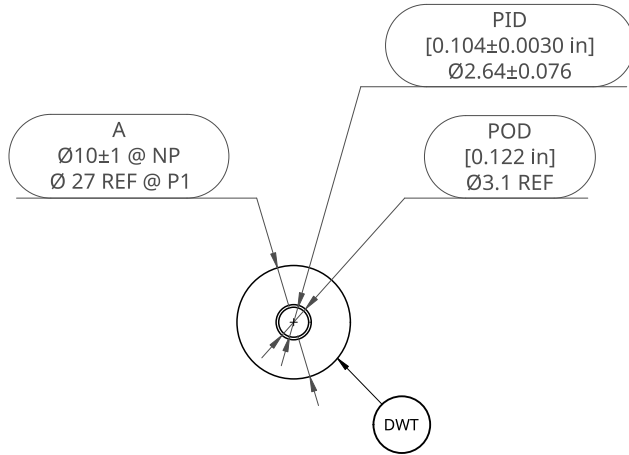 PID
[0.104±0.0030 in]
Ø2.64±0.076
A
Ø10±1 @ NP
Ø 27 REF @ P1
POD
[0.122 in]
Ø3.1 REF
DWT